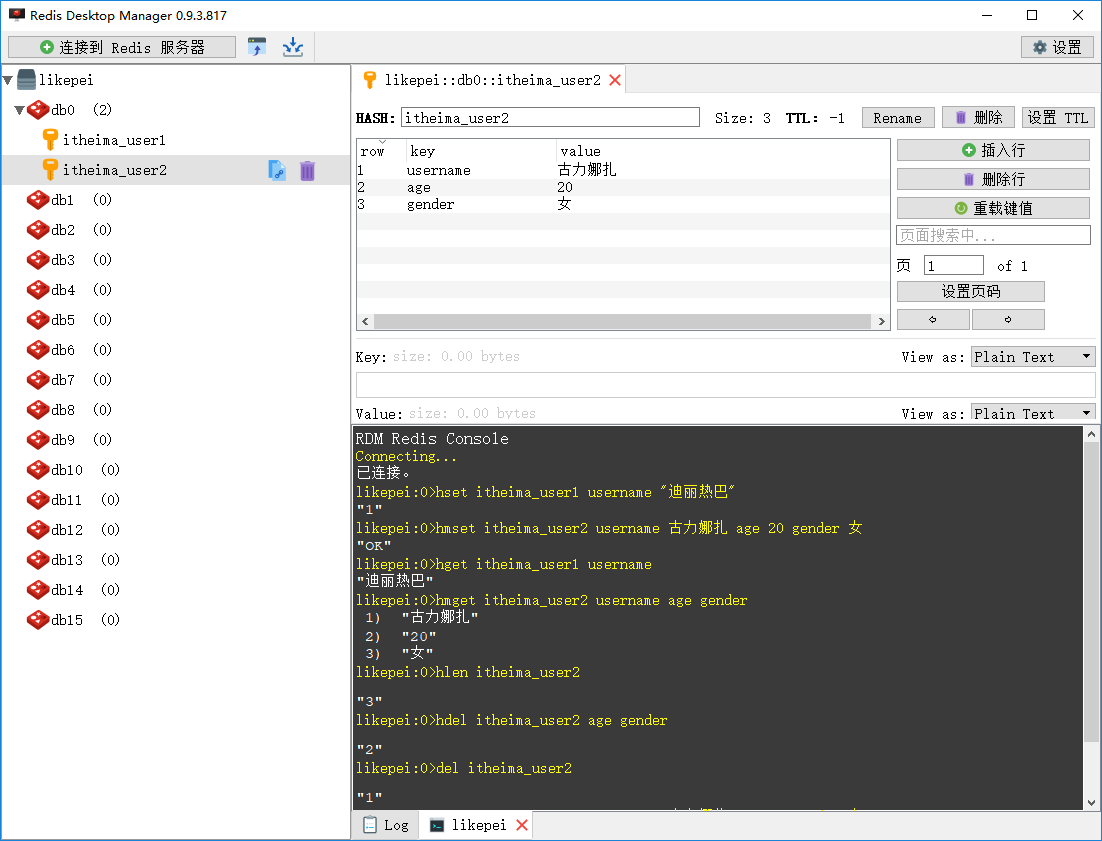 Redis Desktop Manager 0.9.3.817
连接到 Redis 服务器
设置
likepei
db0 (2)
itheima_user1
itheima_user2
db1 (0)
db2 (0)
db3 (0)
db4 (0)
db5 (0)
db6 (0)
db7 (0)
db8 (0)
db9 (0)
db10 (0)
db11 (0)
db12 (0)
db13 (0)
db14 (0)
db15 (0)
likepei::db0::itheima_user2
HASH: itheima_user2 Size: 3 TTL: -1 Rename 删除 设置 TTL
row key value
1 username 古力娜扎
2 age 20
3 gender 女
插入行
删除行
重载键值
页面搜索中...
页 1 of 1
设置页码
Key: size: 0.00 bytes View as: Plain Text
Value: size: 0.00 bytes View as: Plain Text
RDM Redis Console
Connecting...
已连接。
likepei:0>hset itheima_user1 username "迪丽热巴"
"1"
likepei:0>hmset itheima_user2 username 古力娜扎 age 20 gender 女
"OK"
likepei:0>hget itheima_user1 username
"迪丽热巴"
likepei:0>hmget itheima_user2 username age gender
1) "古力娜扎"
2) "20"
3) "女"
likepei:0>hlen itheima_user2
"3"
likepei:0>hdel itheima_user2 age gender
"2"
likepei:0>del itheima_user2
"1"
Log likepei